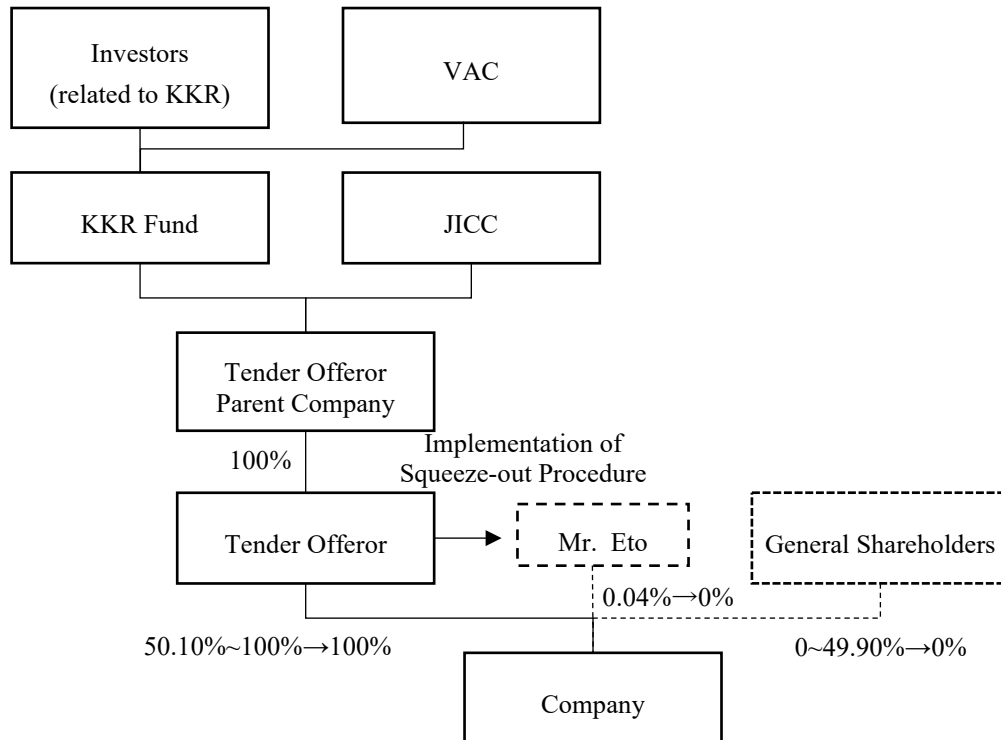 Investors
(related to KKR)
VAC
KKR Fund
JICC
Tender Offeror
Parent Company
100%
Implementation of
Squeeze-out Procedure
Tender Offeror
Mr. Eto
General Shareholders
0.04%→0%
50.10%~100%→100%
0~49.90%→0%
Company